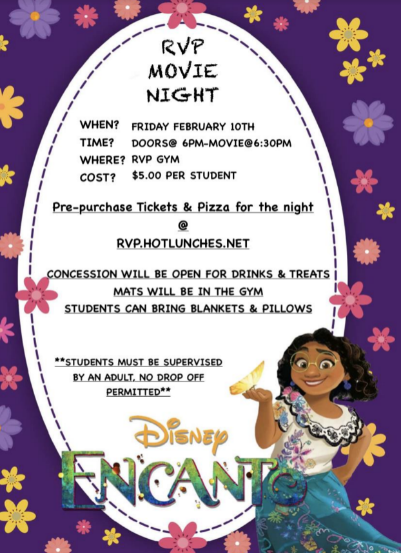 RVP
MOVIE
NIGHT
WHEN? FRIDAY FEBRUARY 10TH
TIME? DOORS@ 6PM-MOVIE@6:30PM
WHERE? RVP GYM
COST? $5.00 PER STUDENT
Pre-purchase Tickets & Pizza for the night
@
RVP.HOTLUNCHES.NET
CONCESSION WILL BE OPEN FOR DRINKS & TREATS
MATS WILL BE IN THE GYM
STUDENTS CAN BRING BLANKETS & PILLOWS
**STUDENTS MUST BE SUPERVISED
BY AN ADULT, NO DROP OFF
PERMITTED**
DISNEY
ENCANTO